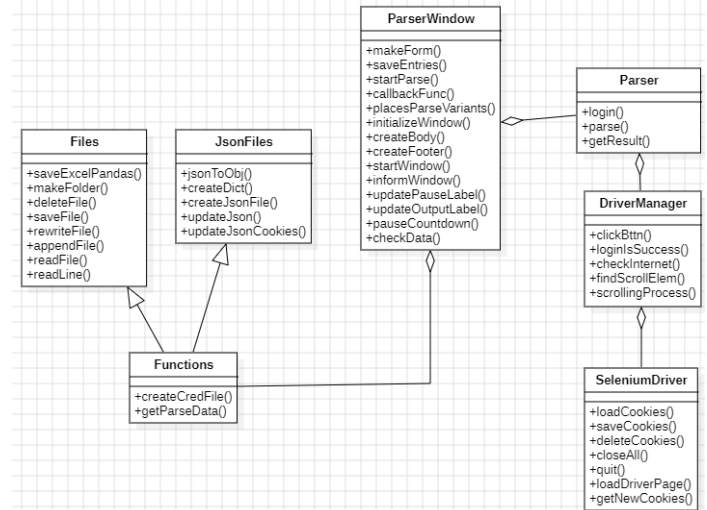 ParserWindow
+makeForm()
+saveEntries()
+startParse()
+callbackFunc()
+placesParseVariants()
+initializeWindow()
+createBody()
+createFooter()
+startWindow()
+informWindow()
+updatePauseLabel()
+updateOutputLabel()
+pauseCountdown()
+checkData()
Parser
+login()
+parse()
+getResult()
Files
+saveExcelPandas()
+makeFolder()
+deleteFile()
+saveFile()
+rewriteFile()
+appendFile()
+readFile()
+readLine()
JsonFiles
+jsonToObj()
+createDict()
+createJsonFile()
+updateJson()
+updateJsonCookies()
DriverManager
+clickBttn()
+loginIsSuccess()
+checkInternet()
+findScrollElem()
+scrollingProcess()
Functions
+createCredFile()
+getParseData()
SeleniumDriver
+loadCookies()
+saveCookies()
+deleteCookies()
+closeAll()
+quit()
+loadDriverPage()
+getNewCookies()